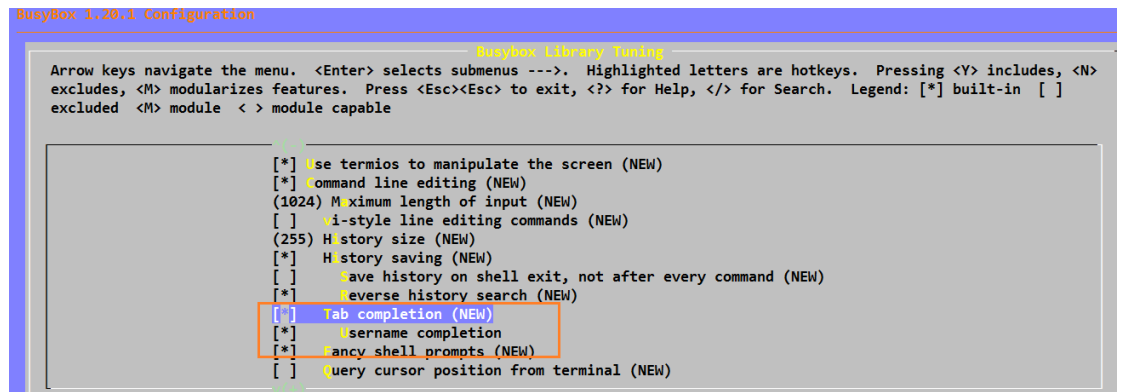 BusyBox 1.20.1 Configuration
Busybox Library Tuning
Arrow keys navigate the menu.  <Enter> selects submenus --->.  Highlighted letters are hotkeys.  Pressing <Y> includes, <N>
excludes, <M> modularizes features.  Press <Esc><Esc> to exit, <?> for Help, </> for Search.  Legend: [*] built-in  [ ]
excluded  <M> module  < > module capable
^(-)
[*] Use termios to manipulate the screen (NEW)
[*] Command line editing (NEW)
(1024) Maximum length of input (NEW)
[ ]   vi-style line editing commands (NEW)
(255) History size (NEW)
[*]   History saving (NEW)
[ ]     Save history on shell exit, not after every command (NEW)
[*]     Reverse history search (NEW)
[*]   Tab completion (NEW)
[*]     Username completion
[*]   Fancy shell prompts (NEW)
[ ]   Query cursor position from terminal (NEW)